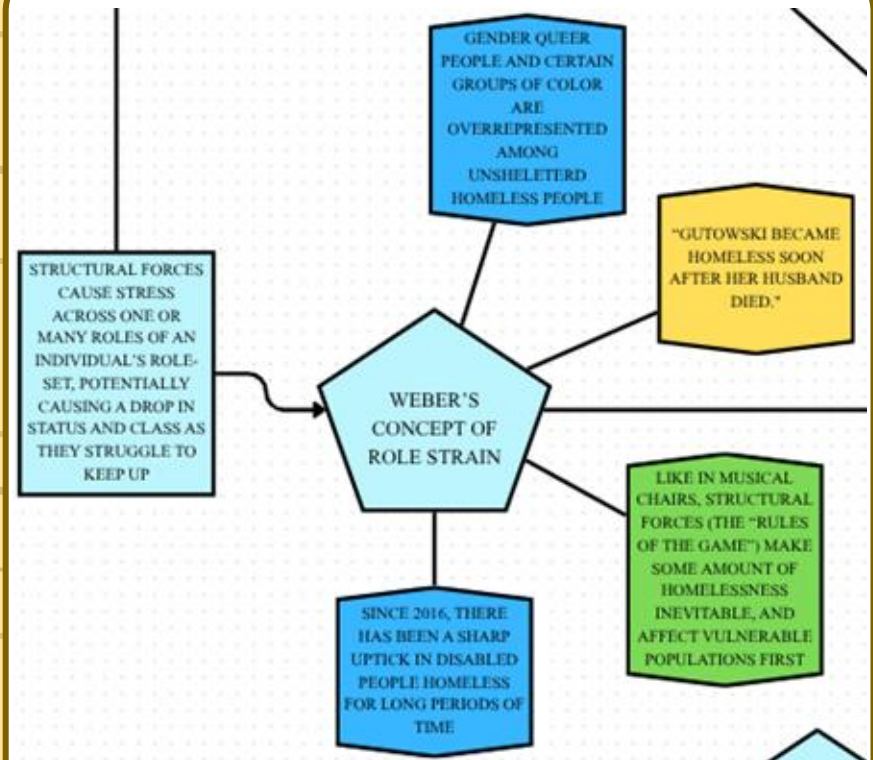 GENDER QUEER
PEOPLE AND CERTAIN
GROUPS OF COLOR
ARE
OVERREPRESENTED
AMONG
UNSHELETERD
HOMELESS PEOPLE
"GUTOWSKI BECAME
HOMELESS SOON
AFTER HER HUSBAND
DIED."
STRUCTURAL FORCES
CAUSE STRESS
ACROSS ONE OR
MANY ROLES OF AN
INDIVIDUAL'S ROLE-
SET, POTENTIALLY
CAUSING A DROP IN
STATUS AND CLASS AS
THEY STRUGGLE TO
KEEP UP
WEBER'S
CONCEPT OF
ROLE STRAIN
LIKE IN MUSICAL
CHAIRS, STRUCTURAL
FORCES (THE "RULES
OF THE GAME") MAKE
SOME AMOUNT OF
HOMELESSNESS
INEVITABLE, AND
AFFECT VULNERABLE
POPULATIONS FIRST
SINCE 2016, THERE
HAS BEEN A SHARP
UPTICK IN DISABLED
PEOPLE HOMELESS
FOR LONG PERIODS OF
TIME